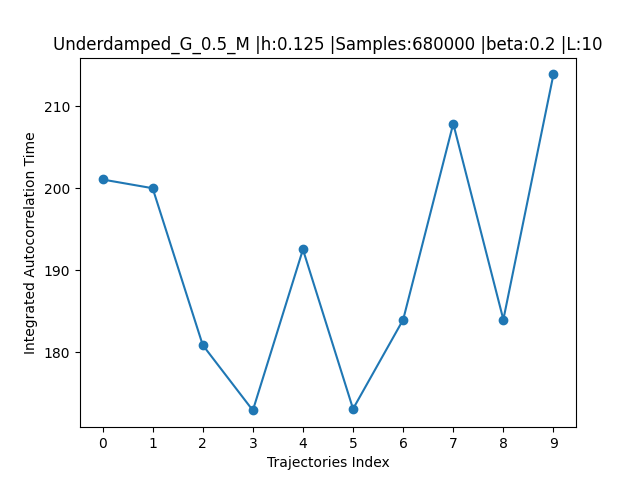 Underdamped_G_0.5_M |h:0.125 |Samples:680000 |beta:0.2 |L:10
Integrated Autocorrelation Time
210
200
190
180
0 1 2 3 4 5 6 7 8 9
Trajectories Index